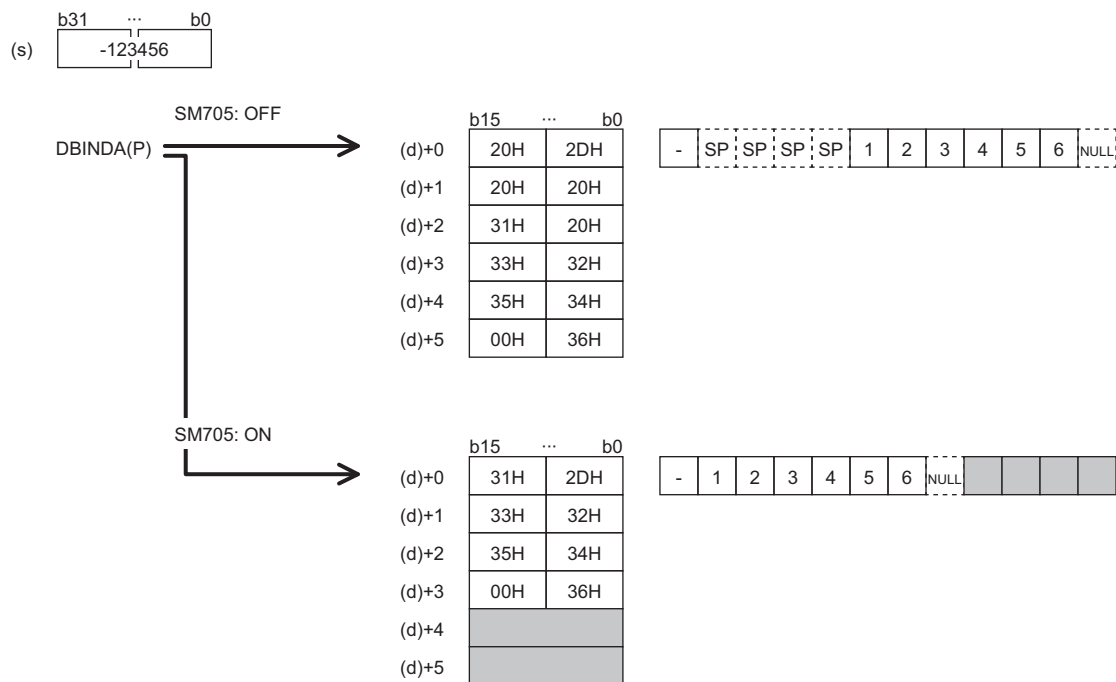 b31 ... b0
(s) -123456
SM705: OFF
DBINDA(P)
b15 ... b0
(d)+0 20H 2DH - SP SP SP SP 1 2 3 4 5 6 NULL
(d)+1 20H 20H
(d)+2 31H 20H
(d)+3 33H 32H
(d)+4 35H 34H
(d)+5 00H 36H
SM705: ON
b15 ... b0
(d)+0 31H 2DH - 1 2 3 4 5 6 NULL
(d)+1 33H 32H
(d)+2 35H 34H
(d)+3 00H 36H
(d)+4
(d)+5